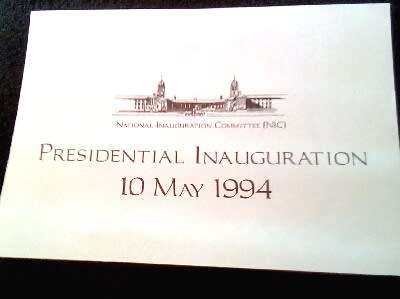 National Inauguration Committee (NIC)
Presidential Inauguration
10 May 1994